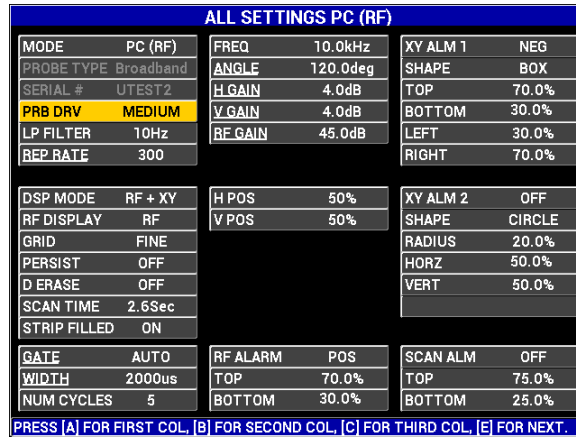 ALL SETTINGS PC (RF)
MODE PC (RF)
PROBE TYPE Broadband
SERIAL # UTEST2
PRB DRV MEDIUM
LP FILTER 10Hz
REP RATE 300
FREQ 10.0kHz
ANGLE 120.0deg
H GAIN 4.0dB
V GAIN 4.0dB
RF GAIN 45.0dB
XY ALM 1 NEG
SHAPE BOX
TOP 70.0%
BOTTOM 30.0%
LEFT 30.0%
RIGHT 70.0%
DSP MODE RF + XY
RF DISPLAY RF
GRID FINE
PERSIST OFF
D ERASE OFF
SCAN TIME 2.6Sec
STRIP FILLED ON
H POS 50%
V POS 50%
XY ALM 2 OFF
SHAPE CIRCLE
RADIUS 20.0%
HORZ 50.0%
VERT 50.0%
GATE AUTO
WIDTH 2000us
NUM CYCLES 5
RF ALARM POS
TOP 70.0%
BOTTOM 30.0%
SCAN ALM OFF
TOP 75.0%
BOTTOM 25.0%
PRESS [A] FOR FIRST COL, [B] FOR SECOND COL, [C] FOR THIRD COL, [E] FOR NEXT.